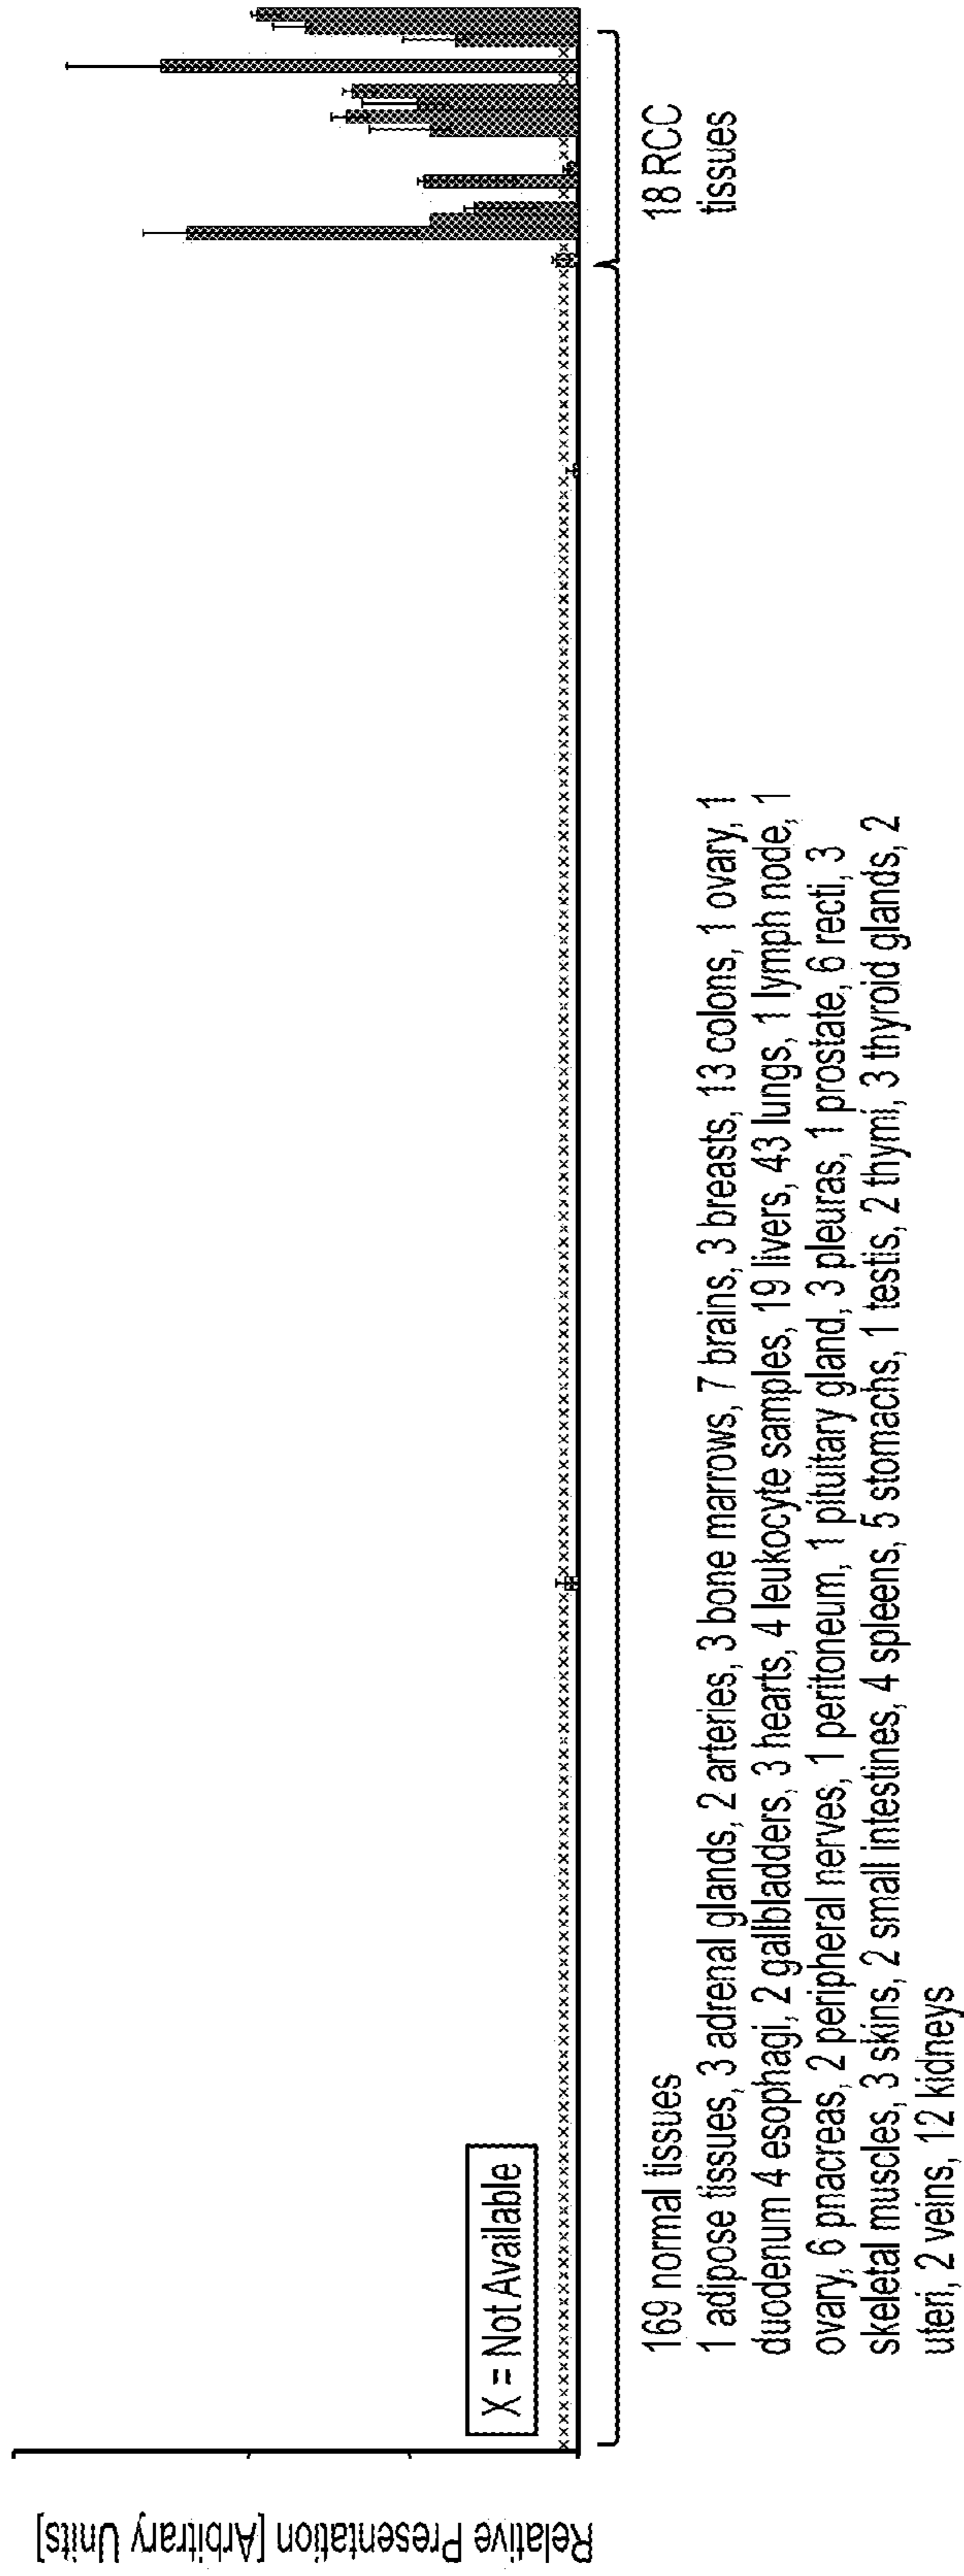 Relative Presentation [Arbitrary Units]
X = Not Available
169 normal tissues
1 adipose tissues, 3 adrenal glands, 2 arteries, 3 bone marrows, 7 brains, 3 breasts, 13 colons, 1 ovary, 1
duodenum 4 esophagi, 2 gallbladders, 3 hearts, 4 leukocyte samples, 19 livers, 43 lungs, 1 lymph node, 1
ovary, 6 pnacreas, 2 peripheral nerves, 1 peritoneum, 1 pituitary gland, 3 pleuras, 1 prostate, 6 recti, 3
skeletal muscles, 3 skins, 2 small intestines, 4 spleens, 5 stomachs, 1 testis, 2 thymi, 3 thyroid glands, 2
uteri, 2 veins, 12 kidneys
18 RCC
tissues